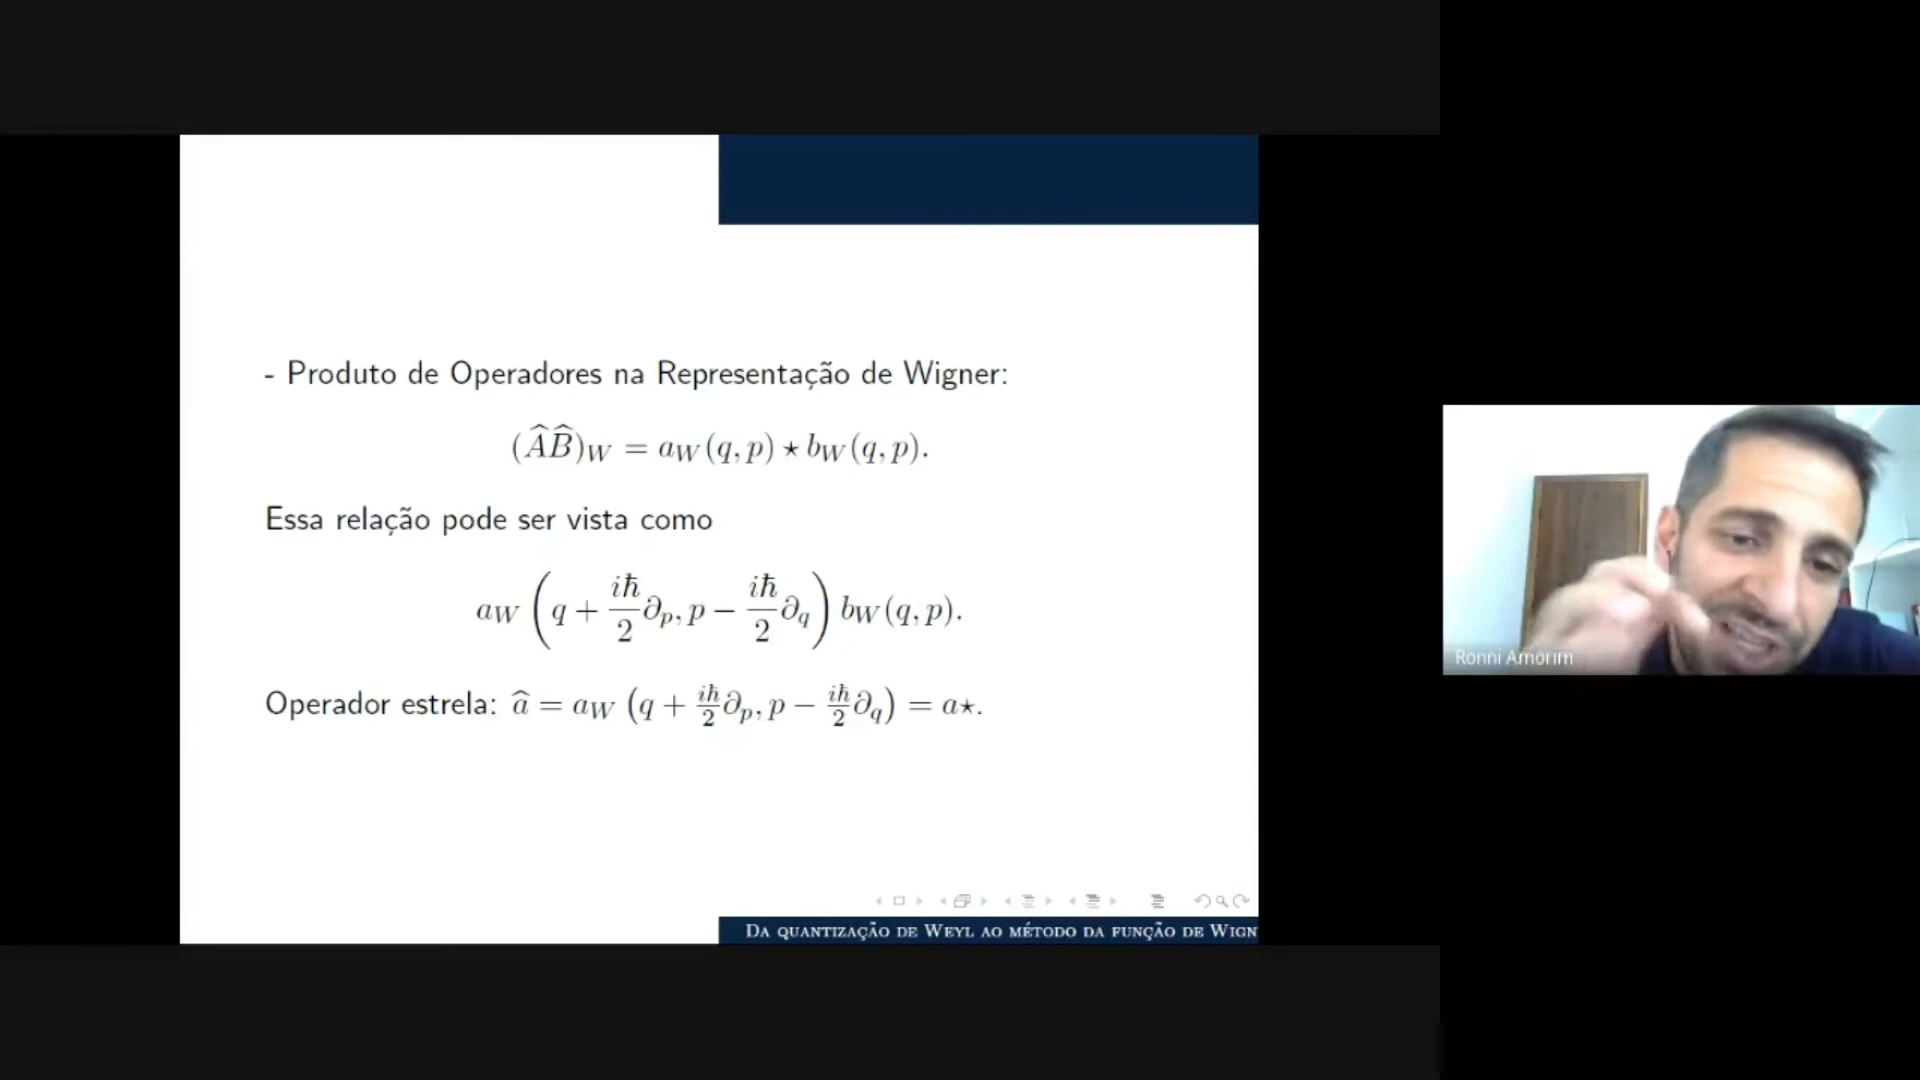 - Produto de Operadores na Representação de Wigner:
(ÂB̂)_W = a_W(q, p) ⋆ b_W(q, p).
Essa relação pode ser vista como
a_W (q + iħ/2 ∂_p, p − iħ/2 ∂_q) b_W(q, p).
Operador estrela: â = a_W (q + iħ/2 ∂_p, p − iħ/2 ∂_q) = a⋆.
Da quantização de Weyl ao método da função de Wign
Ronni Amorim